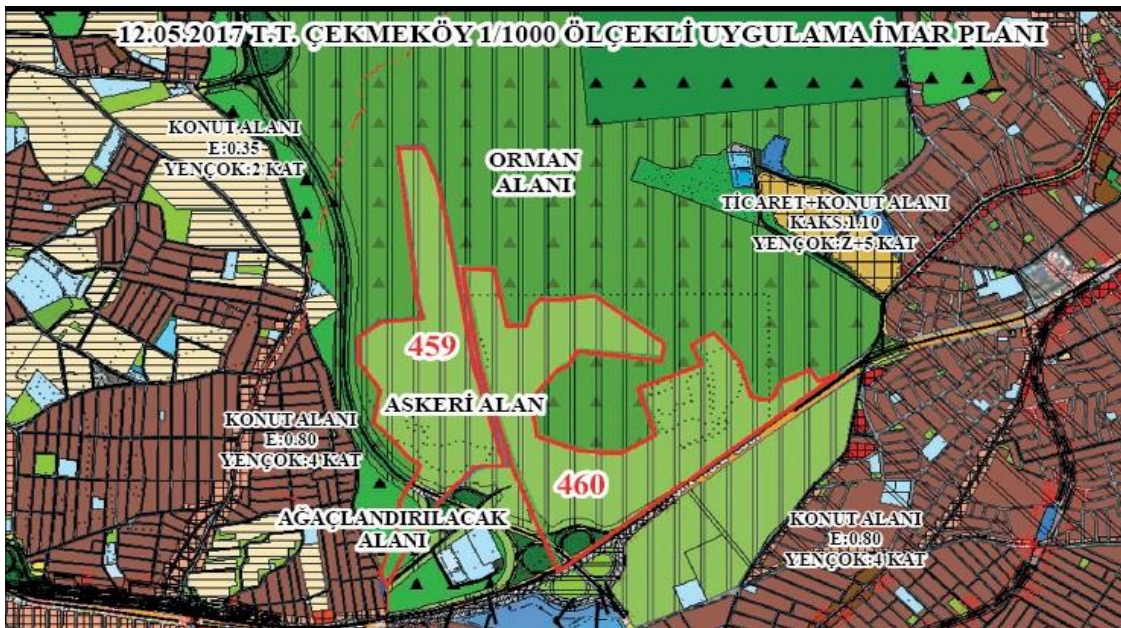 12.05.2017 T.T. ÇEKMEKÖY 1/1000 ÖLÇEKLİ UYGULAMA İMAR PLANI
KONUT ALANI
E:0.35
YENÇOK:2 KAT
ORMAN
ALANI
TİCARET+KONUT ALANI
KAKS:1.10
YENÇOK:Z+5 KAT
459
ASKERİ ALAN
KONUT ALANI
E:0.80
YENÇOK:4 KAT
460
AĞAÇLANDIRILACAK
ALANI
KONUT ALANI
E:0.80
YENÇOK:4 KAT